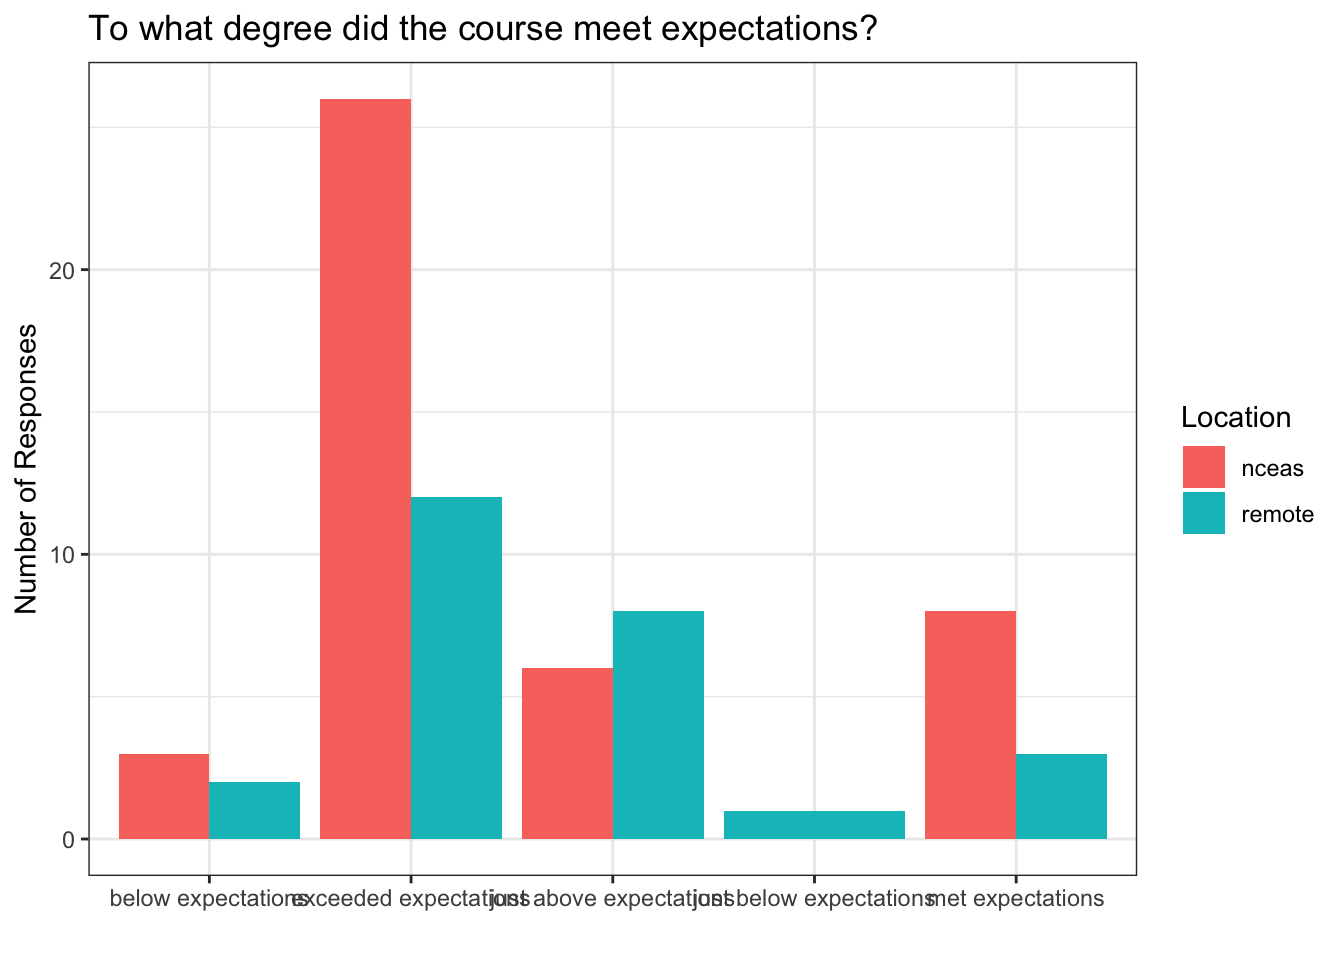 To what degree did the course meet expectations?
Number of Responses
20
10
0
below expectations exceeded expectations just above expectations just below expectations met expectations
Location
nceas
remote